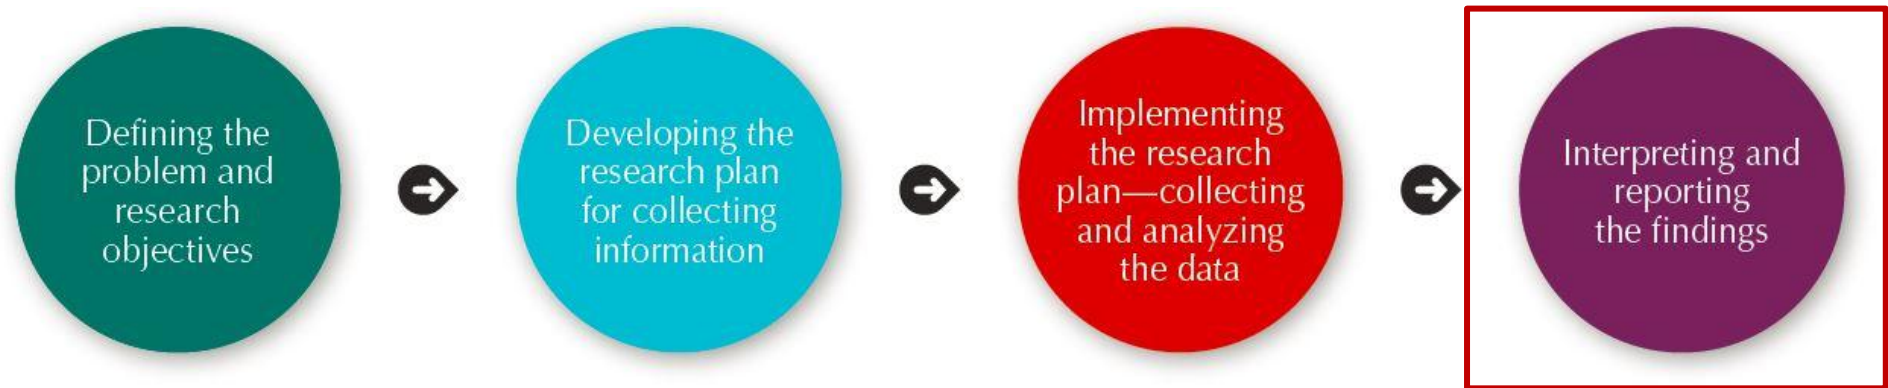 Defining the
problem and
research
objectives
Developing the
research plan
for collecting
information
Implementing
the research
plan—collecting
and analyzing
the data
Interpreting and
reporting
the findings